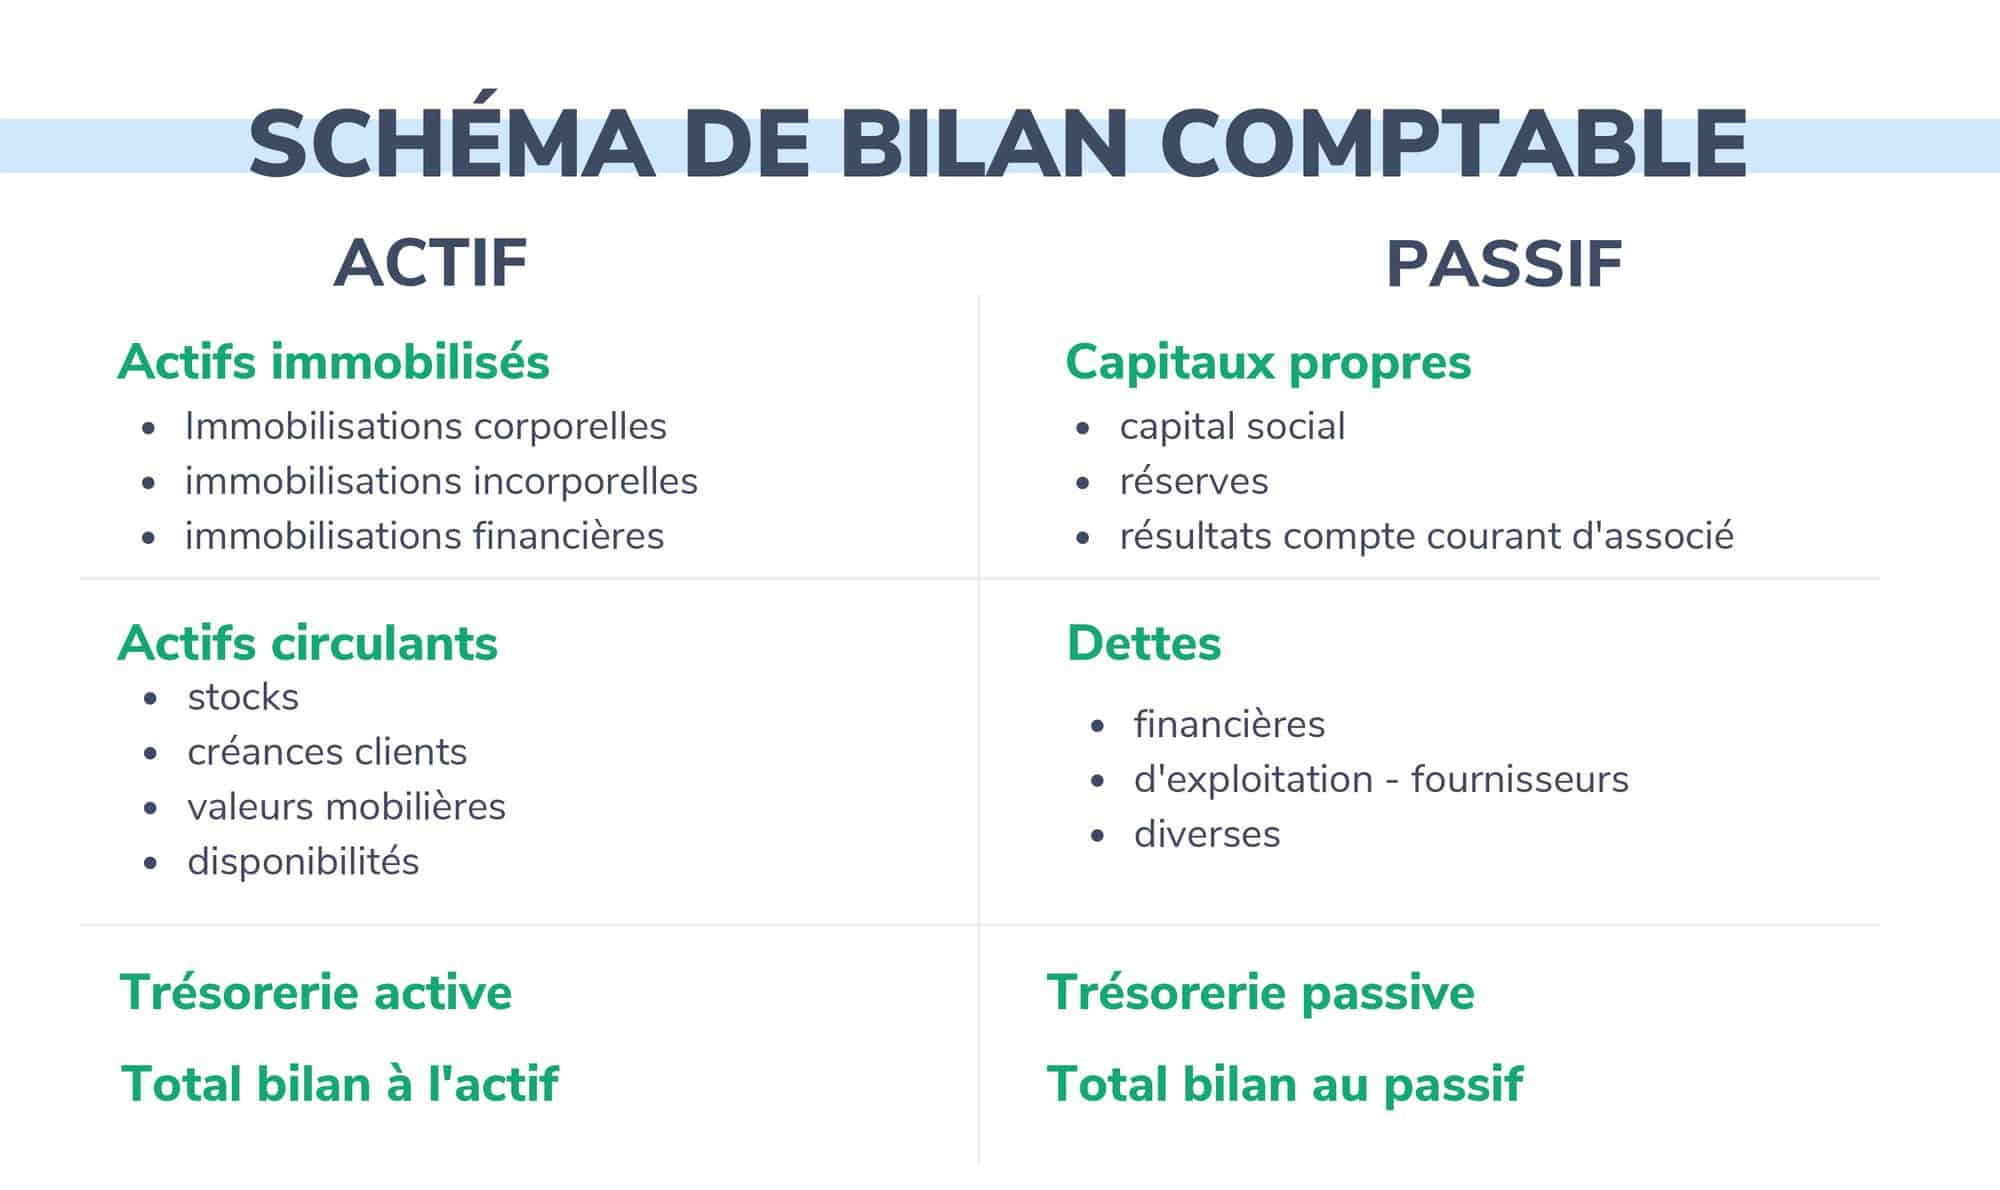 SCHÉMA DE BILAN COMPTABLE
ACTIF
Actifs immobilisés
Immobilisations corporelles
immobilisations incorporelles
immobilisations financières
Actifs circulants
stocks
créances clients
valeurs mobilières
disponibilités
Trésorerie active
Total bilan à l'actif
PASSIF
Capitaux propres
capital social
réserves
résultats compte courant d'associé
Dettes
financières
d'exploitation - fournisseurs
diverses
Trésorerie passive
Total bilan au passif